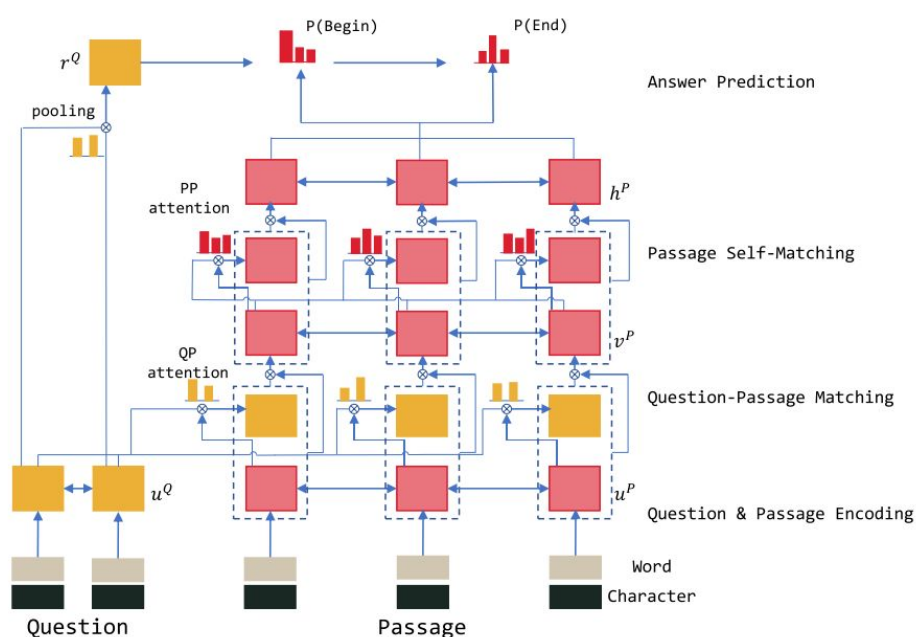 P(Begin)
P(End)
r^Q
Answer Prediction
pooling
PP
attention
h^P
Passage Self-Matching
v^P
QP
attention
Question-Passage Matching
u^Q
u^P
Question & Passage Encoding
Word
Character
Question
Passage